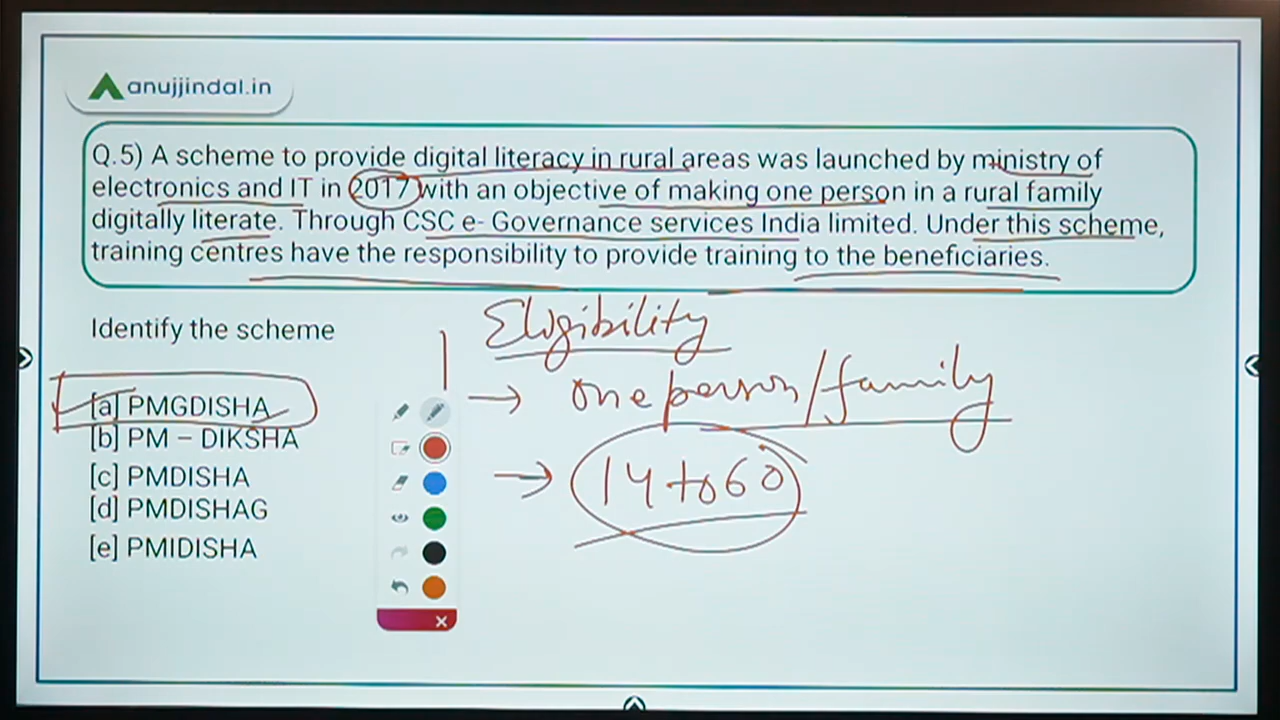 anujjindal.in
Q.5) A scheme to provide digital literacy in rural areas was launched by ministry of
electronics and IT in 2017 with an objective of making one person in a rural family
digitally literate. Through CSC e- Governance services India limited. Under this scheme,
training centres have the responsibility to provide training to the beneficiaries.
Identify the scheme
[a] PMGDISHA
[b] PM – DIKSHA
[c] PMDISHA
[d] PMDISHAG
[e] PMIDISHA
Eligibility
→ one person/family
→ 14 to 60